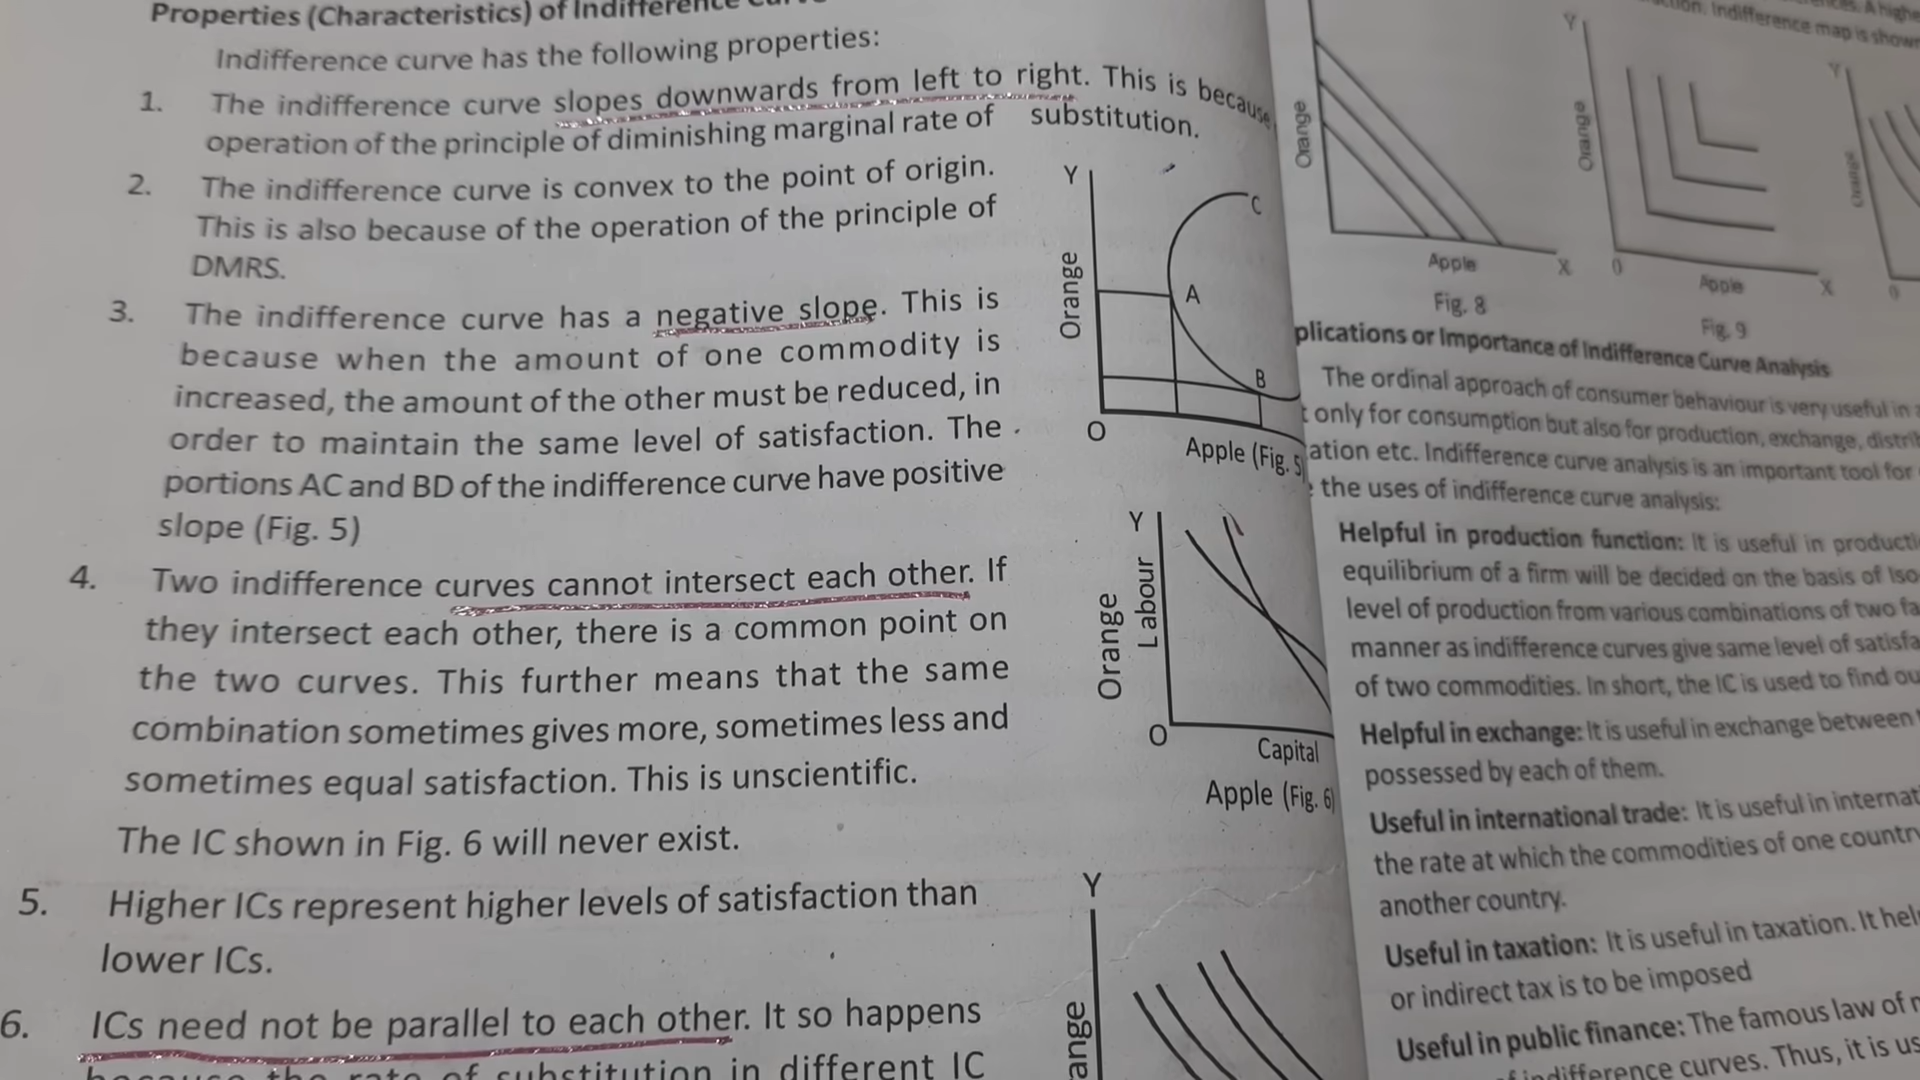 Properties (Characteristics) of Indifference Curve
Indifference curve has the following properties:
1. The indifference curve slopes downwards from left to right. This is because
operation of the principle of diminishing marginal rate of substitution.
2. The indifference curve is convex to the point of origin.
This is also because of the operation of the principle of
DMRS.
3. The indifference curve has a negative slope. This is
because when the amount of one commodity is
increased, the amount of the other must be reduced, in
order to maintain the same level of satisfaction. The
portions AC and BD of the indifference curve have positive
slope (Fig. 5)
4. Two indifference curves cannot intersect each other. If
they intersect each other, there is a common point on
the two curves. This further means that the same
combination sometimes gives more, sometimes less and
sometimes equal satisfaction. This is unscientific.
The IC shown in Fig. 6 will never exist.
5. Higher ICs represent higher levels of satisfaction than
lower ICs.
6. ICs need not be parallel to each other. It so happens
because the rate of substitution in different IC
Y
C
Orange
A
B
O
Apple (Fig. 5)
Y
Orange
Labour
O
Capital
Apple (Fig. 6)
Y
ange
Indifference map is shown
Orange
Apple
X
Fig. 8
Y
Orange
O
Apple
X
Fig. 9
Y
Orange
0
plications or Importance of Indifference Curve Analysis
The ordinal approach of consumer behaviour is very useful in
t only for consumption but also for production, exchange, distrib
ation etc. Indifference curve analysis is an important tool for
the uses of indifference curve analysis:
Helpful in production function: It is useful in producti
equilibrium of a firm will be decided on the basis of Iso
level of production from various combinations of two fa
manner as indifference curves give same level of satisfa
of two commodities. In short, the IC is used to find ou
Helpful in exchange: It is useful in exchange between
possessed by each of them.
Useful in international trade: It is useful in internat
the rate at which the commodities of one countr
another country.
Useful in taxation: It is useful in taxation. It hel
or indirect tax is to be imposed
Useful in public finance: The famous law of
indifference curves. Thus, it is us